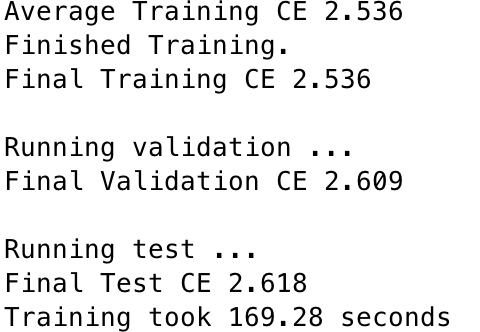 Average Training CE 2.536
Finished Training.
Final Training CE 2.536
Running validation ...
Final Validation CE 2.609
Running test ...
Final Test CE 2.618
Training took 169.28 seconds